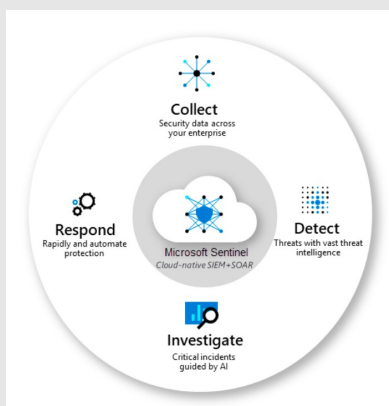 Collect
Security data across
your enterprise
Respond
Rapidly and automate
protection
Microsoft Sentinel
Cloud-native SIEM+SOAR
Detect
Threats with vast threat
intelligence
Investigate
Critical incidents
guided by AI